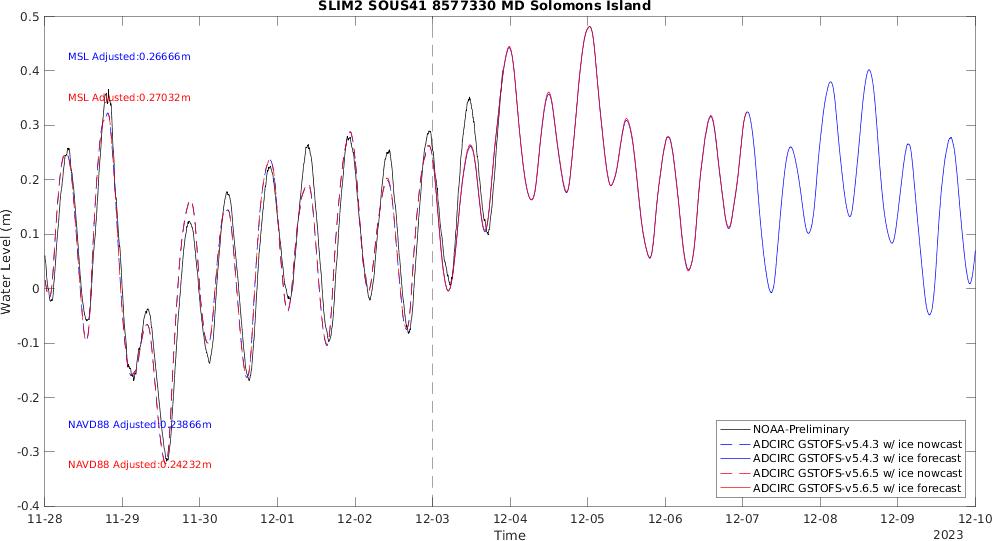 SLIM2 SOUS41 8577330 MD Solomons Island
0.5
0.4
0.3
0.2
0.1
0
-0.1
-0.2
-0.3
-0.4
Water Level (m)
MSL Adjusted:0.26666m
MSL Adjusted:0.27032m
NAVD88 Adjusted:0.23866m
NAVD88 Adjusted:0.24232m
NOAA-Preliminary
ADCIRC GSTOFS-v5.4.3 w/ ice nowcast
ADCIRC GSTOFS-v5.4.3 w/ ice forecast
ADCIRC GSTOFS-v5.6.5 w/ ice nowcast
ADCIRC GSTOFS-v5.6.5 w/ ice forecast
11-28 11-29 11-30 12-01 12-02 12-03 12-04 12-05 12-06 12-07 12-08 12-09 12-10
Time
2023